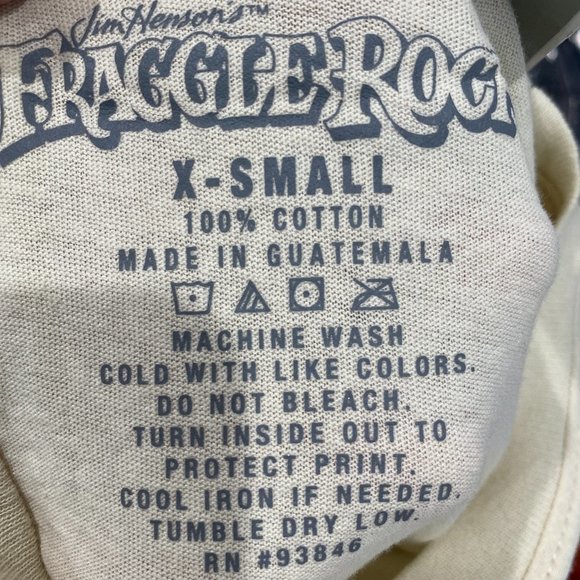 Jim Henson's™
FRAGGLE ROCK
X-SMALL
100% COTTON
MADE IN GUATEMALA
MACHINE WASH
COLD WITH LIKE COLORS.
DO NOT BLEACH.
TURN INSIDE OUT TO
PROTECT PRINT.
COOL IRON IF NEEDED.
TUMBLE DRY LOW.
RN #93846